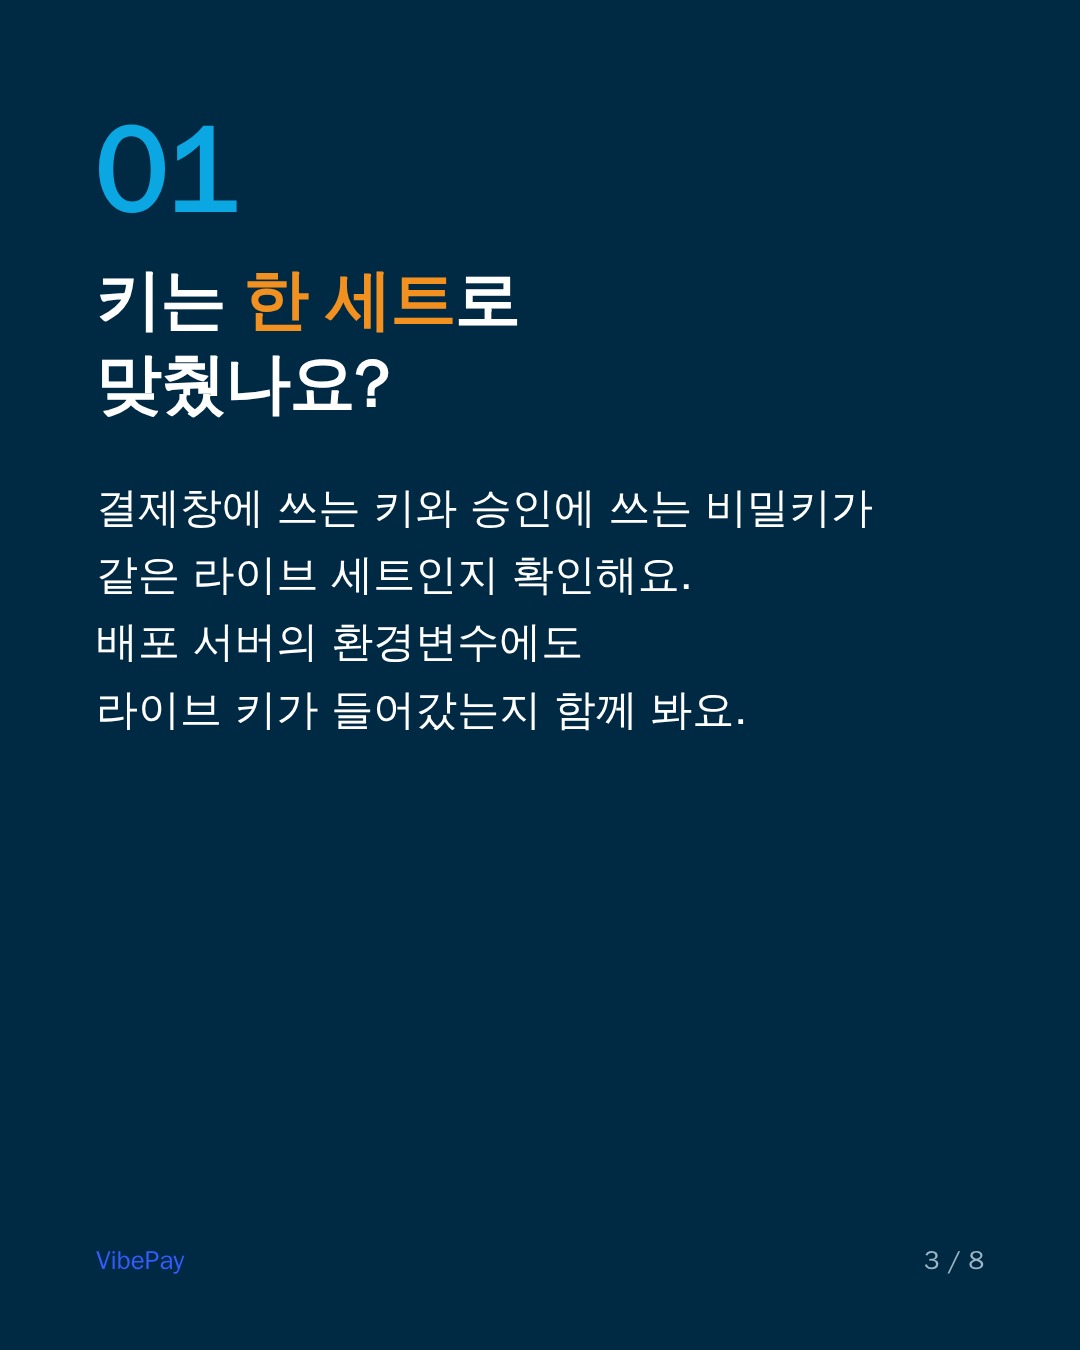 01
키는 한 세트로
맞췄나요?
결제창에 쓰는 키와 승인에 쓰는 비밀키가
같은 라이브 세트인지 확인해요.
배포 서버의 환경변수에도
라이브 키가 들어갔는지 함께 봐요.
VibePay
3 / 8